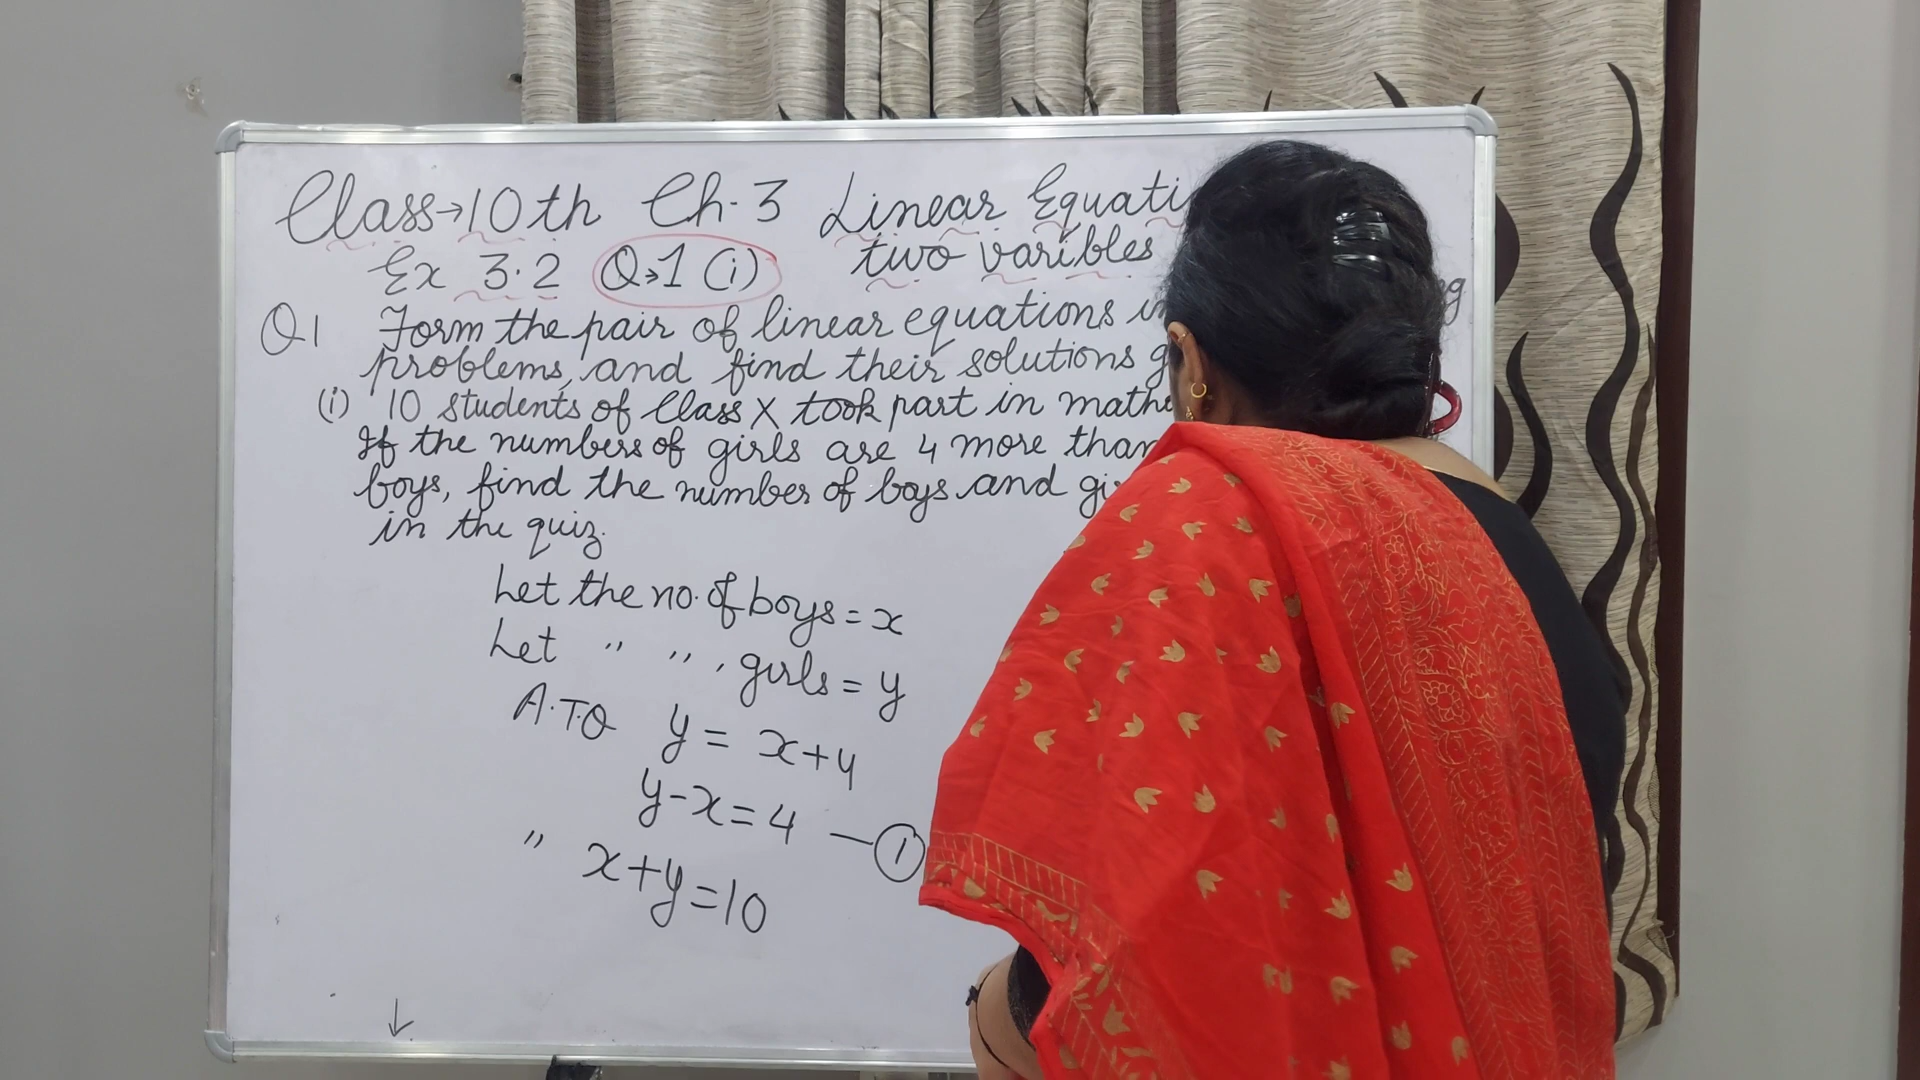 Class→10th Ch.3 Linear Equati
Ex 3.2 Q→1 (i) two varibles
Q1 Form the pair of linear equations in
problems, and find their solutions
(i) 10 students of Class X took part in
If the numbers of girls are 4 more than
boys, find the number of boys and
in the quiz.
Let the no. of boys = x
Let " " , girls = y
A.T.Q y = x+4
y-x=4 —①
" x+y=10